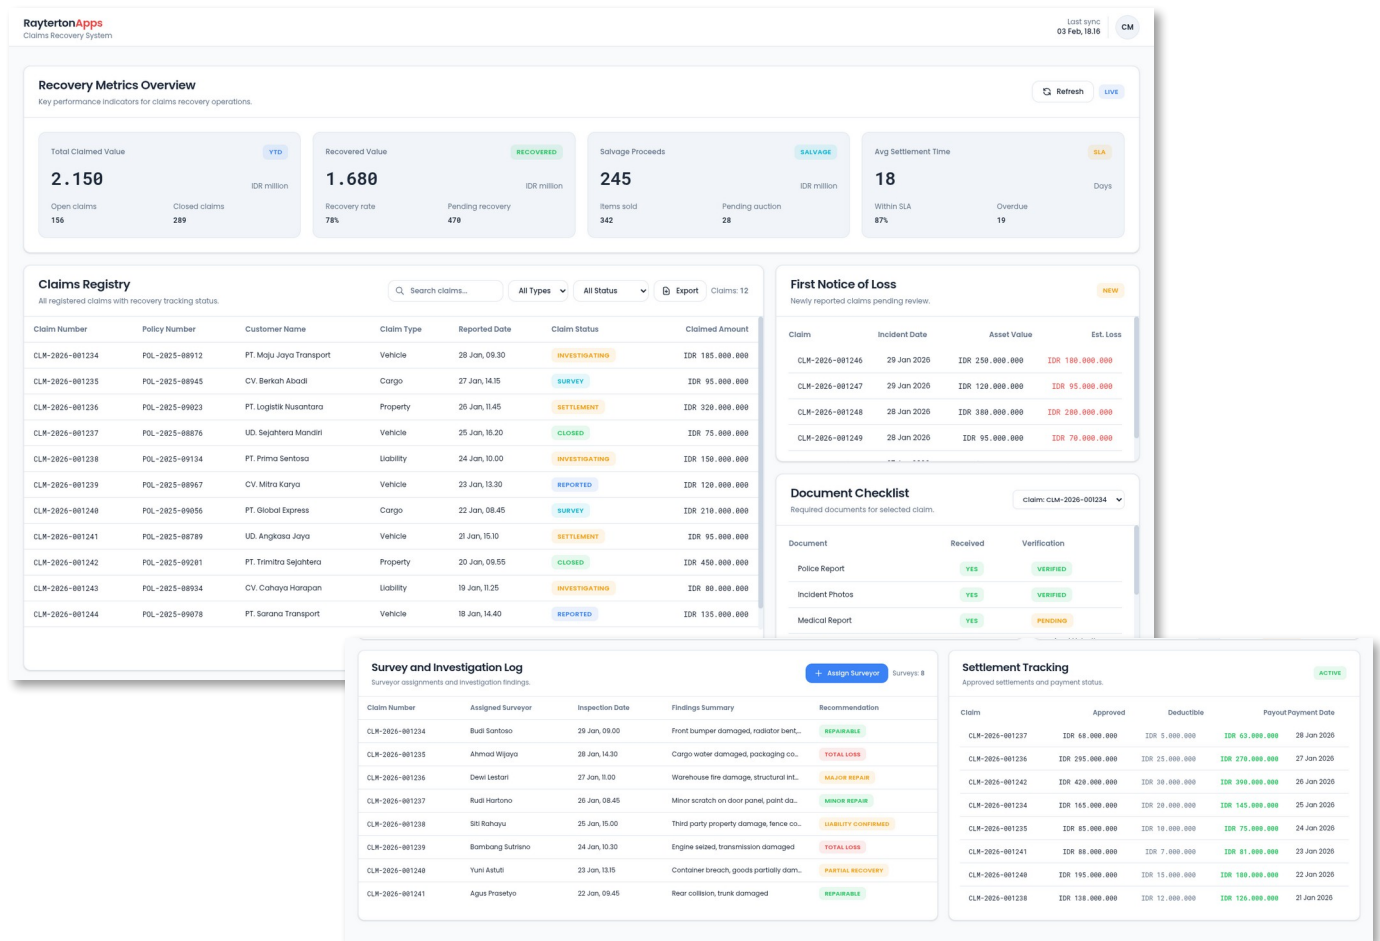 RaytertonApps
Claims Recovery System
Last sync
03 Feb, 18.16
CM
Recovery Metrics Overview
Key performance indicators for claims recovery operations.
Refresh
LIVE
Total Claimed Value YTD
2.150 IDR million
Open claims Closed claims
156 289
Recovered Value RECOVERED
1.680 IDR million
Recovery rate Pending recovery
78% 470
Salvage Proceeds SALVAGE
245 IDR million
Items sold Pending auction
342 28
Avg Settlement Time SLA
18 Days
Within SLA Overdue
87% 19
Claims Registry
All registered claims with recovery tracking status.
Search claims... All Types All Status Export Claims: 12
Claim Number Policy Number Customer Name Claim Type Reported Date Claim Status Claimed Amount
CLM-2026-001234 POL-2025-08912 PT. Maju Jaya Transport Vehicle 28 Jan, 09.30 INVESTIGATING IDR 185.000.000
CLM-2026-001235 POL-2025-08945 CV. Berkah Abadi Cargo 27 Jan, 14.15 SURVEY IDR 95.000.000
CLM-2026-001236 POL-2025-09023 PT. Logistik Nusantara Property 26 Jan, 11.45 SETTLEMENT IDR 320.000.000
CLM-2026-001237 POL-2025-08876 UD. Sejahtera Mandiri Vehicle 25 Jan, 16.20 CLOSED IDR 75.000.000
CLM-2026-001238 POL-2025-09134 PT. Prima Sentosa Liability 24 Jan, 10.00 INVESTIGATING IDR 150.000.000
CLM-2026-001239 POL-2025-08967 CV. Mitra Karya Vehicle 23 Jan, 13.30 REPORTED IDR 120.000.000
CLM-2026-001240 POL-2025-09056 PT. Global Express Cargo 22 Jan, 08.45 SURVEY IDR 210.000.000
CLM-2026-001241 POL-2025-08789 UD. Angkasa Jaya Vehicle 21 Jan, 15.10 SETTLEMENT IDR 95.000.000
CLM-2026-001242 POL-2025-09201 PT. Trimitra Sejahtera Property 20 Jan, 09.55 CLOSED IDR 450.000.000
CLM-2026-001243 POL-2025-08934 CV. Cahaya Harapan Liability 19 Jan, 11.25 INVESTIGATING IDR 80.000.000
CLM-2026-001244 POL-2025-09078 PT. Sarana Transport Vehicle 18 Jan, 14.40 REPORTED IDR 135.000.000
First Notice of Loss
Newly reported claims pending review.
NEW
Claim Incident Date Asset Value Est. Loss
CLM-2026-001246 29 Jan 2026 IDR 250.000.000 IDR 180.000.000
CLM-2026-001247 29 Jan 2026 IDR 120.000.000 IDR 95.000.000
CLM-2026-001248 28 Jan 2026 IDR 380.000.000 IDR 280.000.000
CLM-2026-001249 28 Jan 2026 IDR 95.000.000 IDR 70.000.000
Document Checklist
Required documents for selected claim.
Claim: CLM-2026-001234
Document Received Verification
Police Report YES VERIFIED
Incident Photos YES VERIFIED
Medical Report YES PENDING
Survey and Investigation Log
Surveyor assignments and investigation findings.
+ Assign Surveyor Surveys: 8
Claim Number Assigned Surveyor Inspection Date Findings Summary Recommendation
CLM-2026-001234 Budi Santoso 29 Jan, 09.00 Front bumper damaged, radiator bent,... REPAIRABLE
CLM-2026-001235 Ahmad Wijaya 28 Jan, 14.30 Cargo water damaged, packaging co... TOTAL LOSS
CLM-2026-001236 Dewi Lestari 27 Jan, 11.00 Warehouse fire damage, structural int... MAJOR REPAIR
CLM-2026-001237 Rudi Hartono 26 Jan, 08.45 Minor scratch on door panel, paint da... MINOR REPAIR
CLM-2026-001238 Siti Rahayu 25 Jan, 15.00 Third party property damage, fence co... LIABILITY CONFIRMED
CLM-2026-001239 Bambang Sutrisno 24 Jan, 10.30 Engine seized, transmission damaged TOTAL LOSS
CLM-2026-001240 Yuni Astuti 23 Jan, 13.15 Container breach, goods partially dam... PARTIAL RECOVERY
CLM-2026-001241 Agus Prasetyo 22 Jan, 09.45 Rear collision, trunk damaged REPAIRABLE
Settlement Tracking
Approved settlements and payment status.
ACTIVE
Claim Approved Deductible Payout Payment Date
CLM-2026-001237 IDR 68.000.000 IDR 5.000.000 IDR 63.000.000 28 Jan 2026
CLM-2026-001236 IDR 295.000.000 IDR 25.000.000 IDR 270.000.000 27 Jan 2026
CLM-2026-001242 IDR 420.000.000 IDR 30.000.000 IDR 390.000.000 26 Jan 2026
CLM-2026-001234 IDR 165.000.000 IDR 20.000.000 IDR 145.000.000 25 Jan 2026
CLM-2026-001235 IDR 85.000.000 IDR 10.000.000 IDR 75.000.000 24 Jan 2026
CLM-2026-001241 IDR 88.000.000 IDR 7.000.000 IDR 81.000.000 23 Jan 2026
CLM-2026-001240 IDR 195.000.000 IDR 15.000.000 IDR 180.000.000 22 Jan 2026
CLM-2026-001238 IDR 138.000.000 IDR 12.000.000 IDR 126.000.000 21 Jan 2026